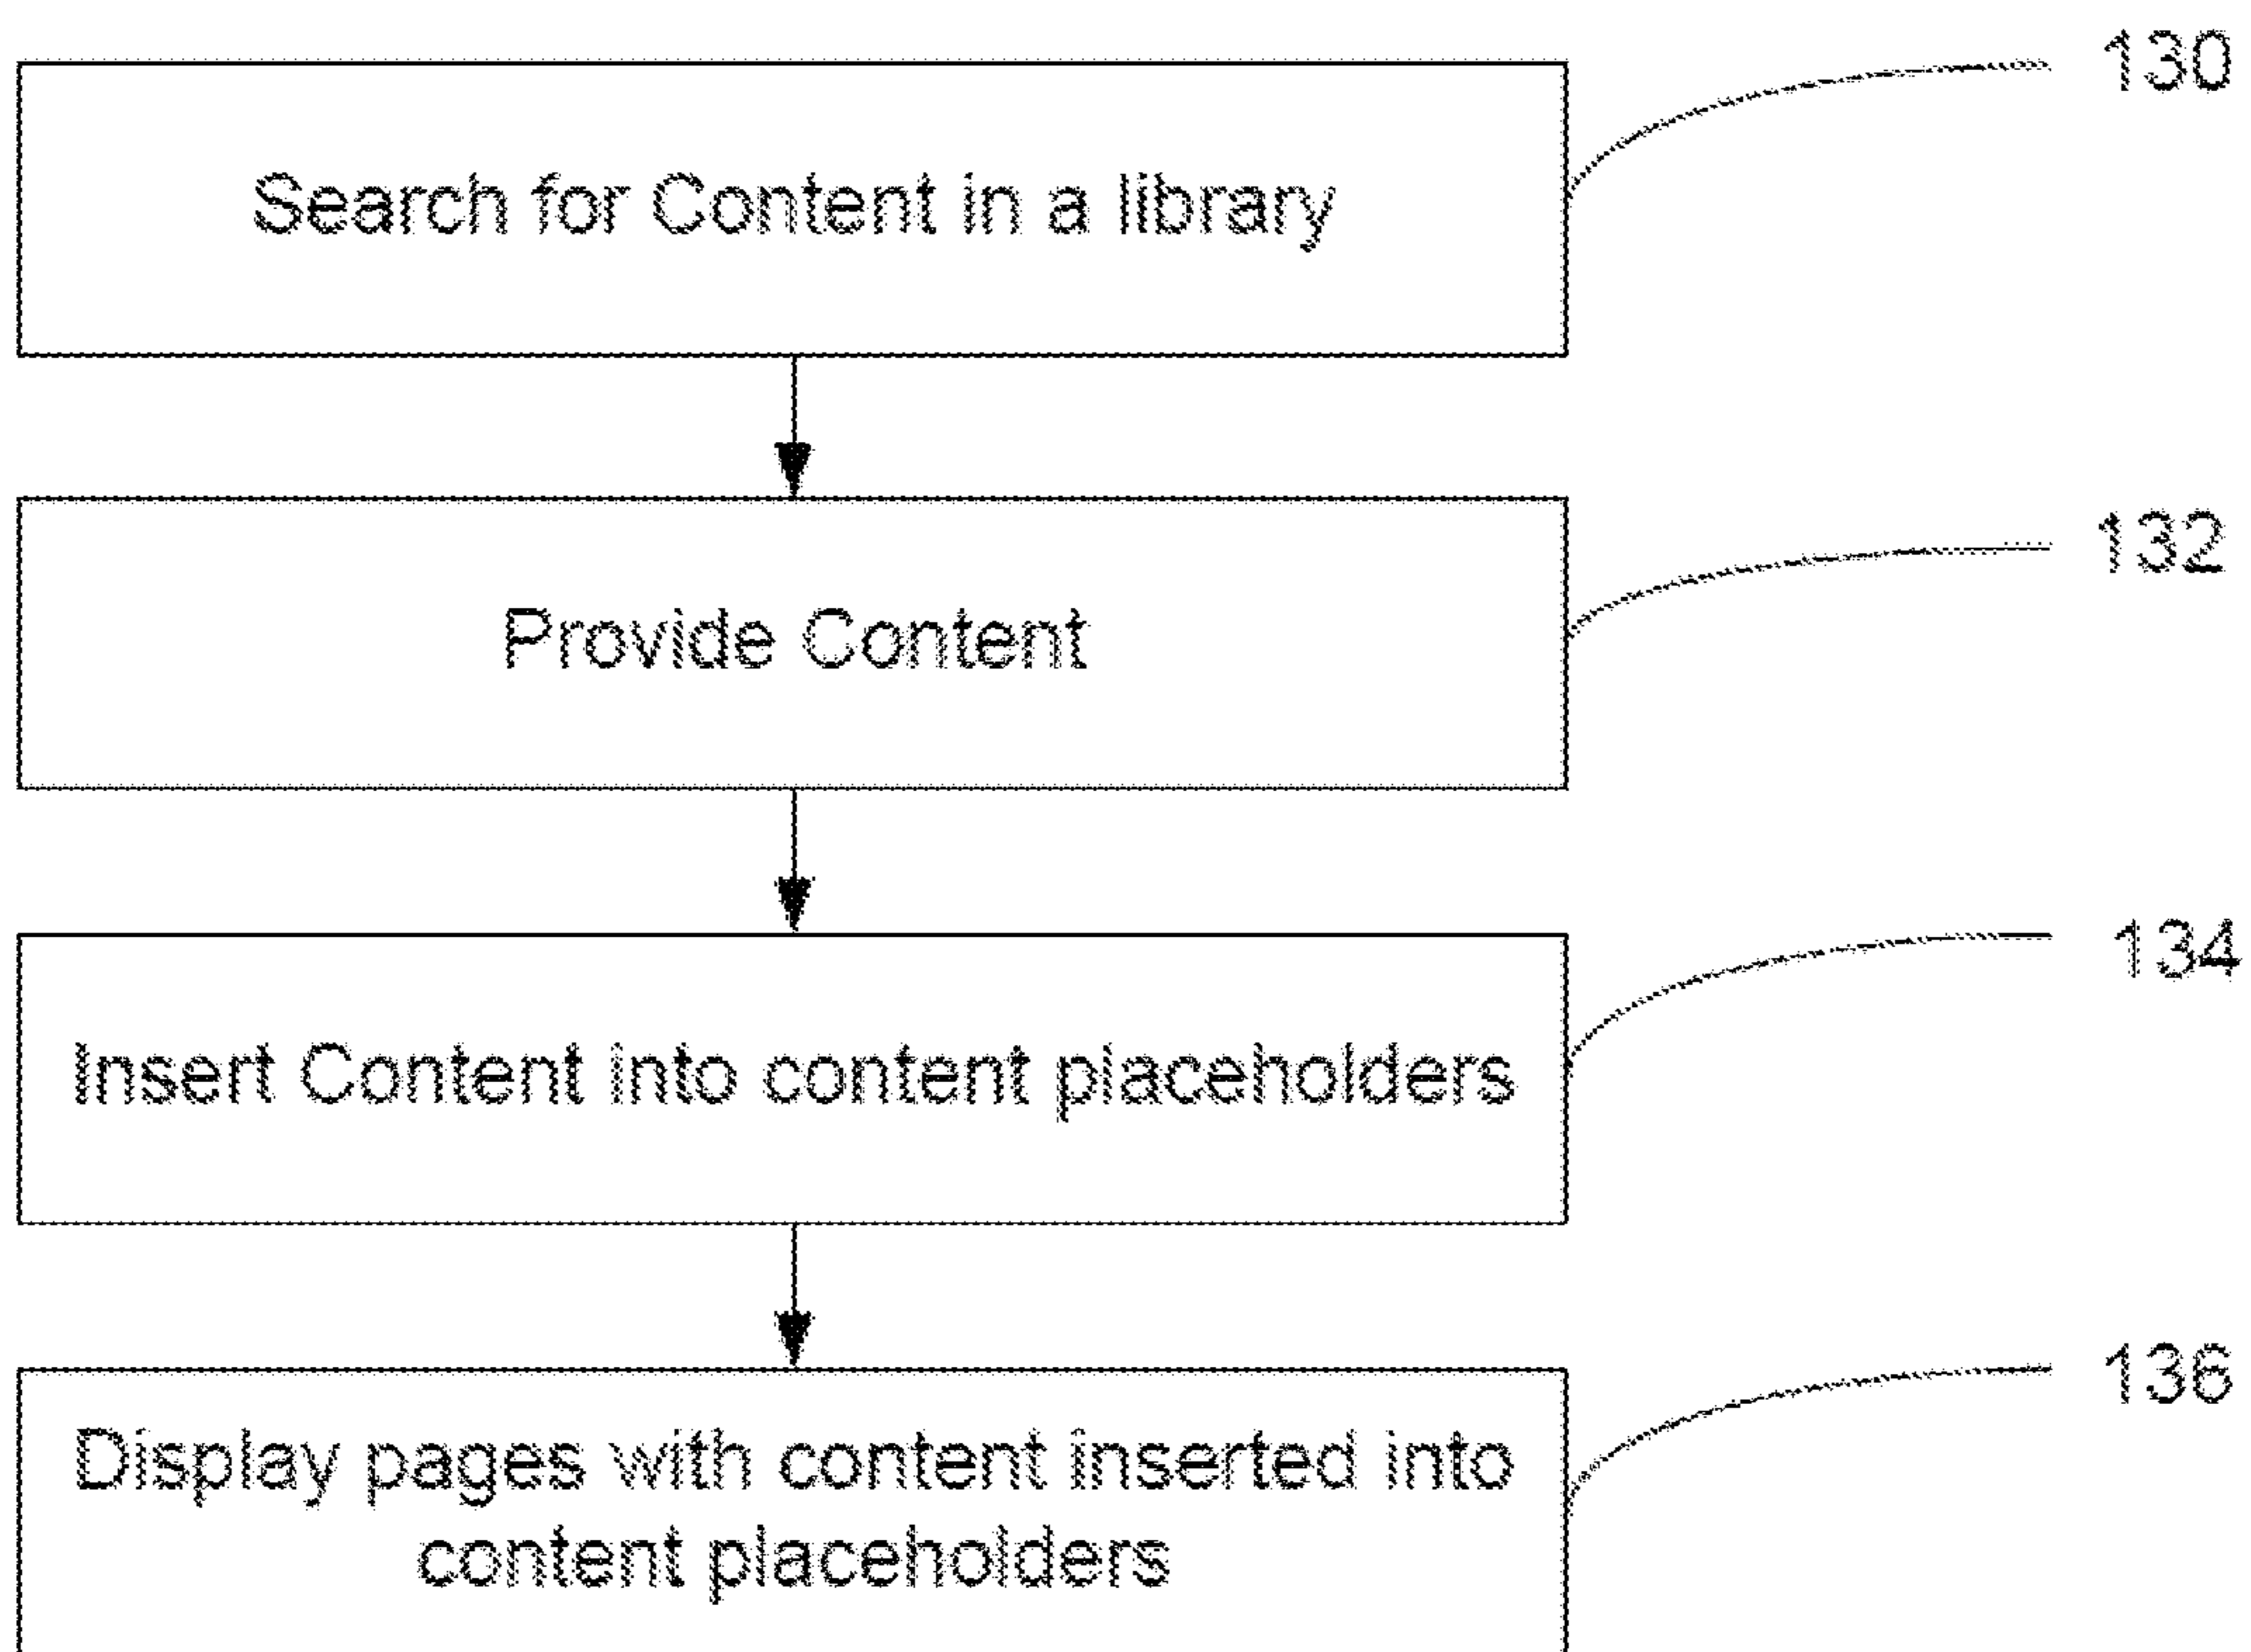 130
Search for Content in a library
132
Provide Content
134
Insert Content into content placeholders
136
Display pages with content inserted into
content placeholders